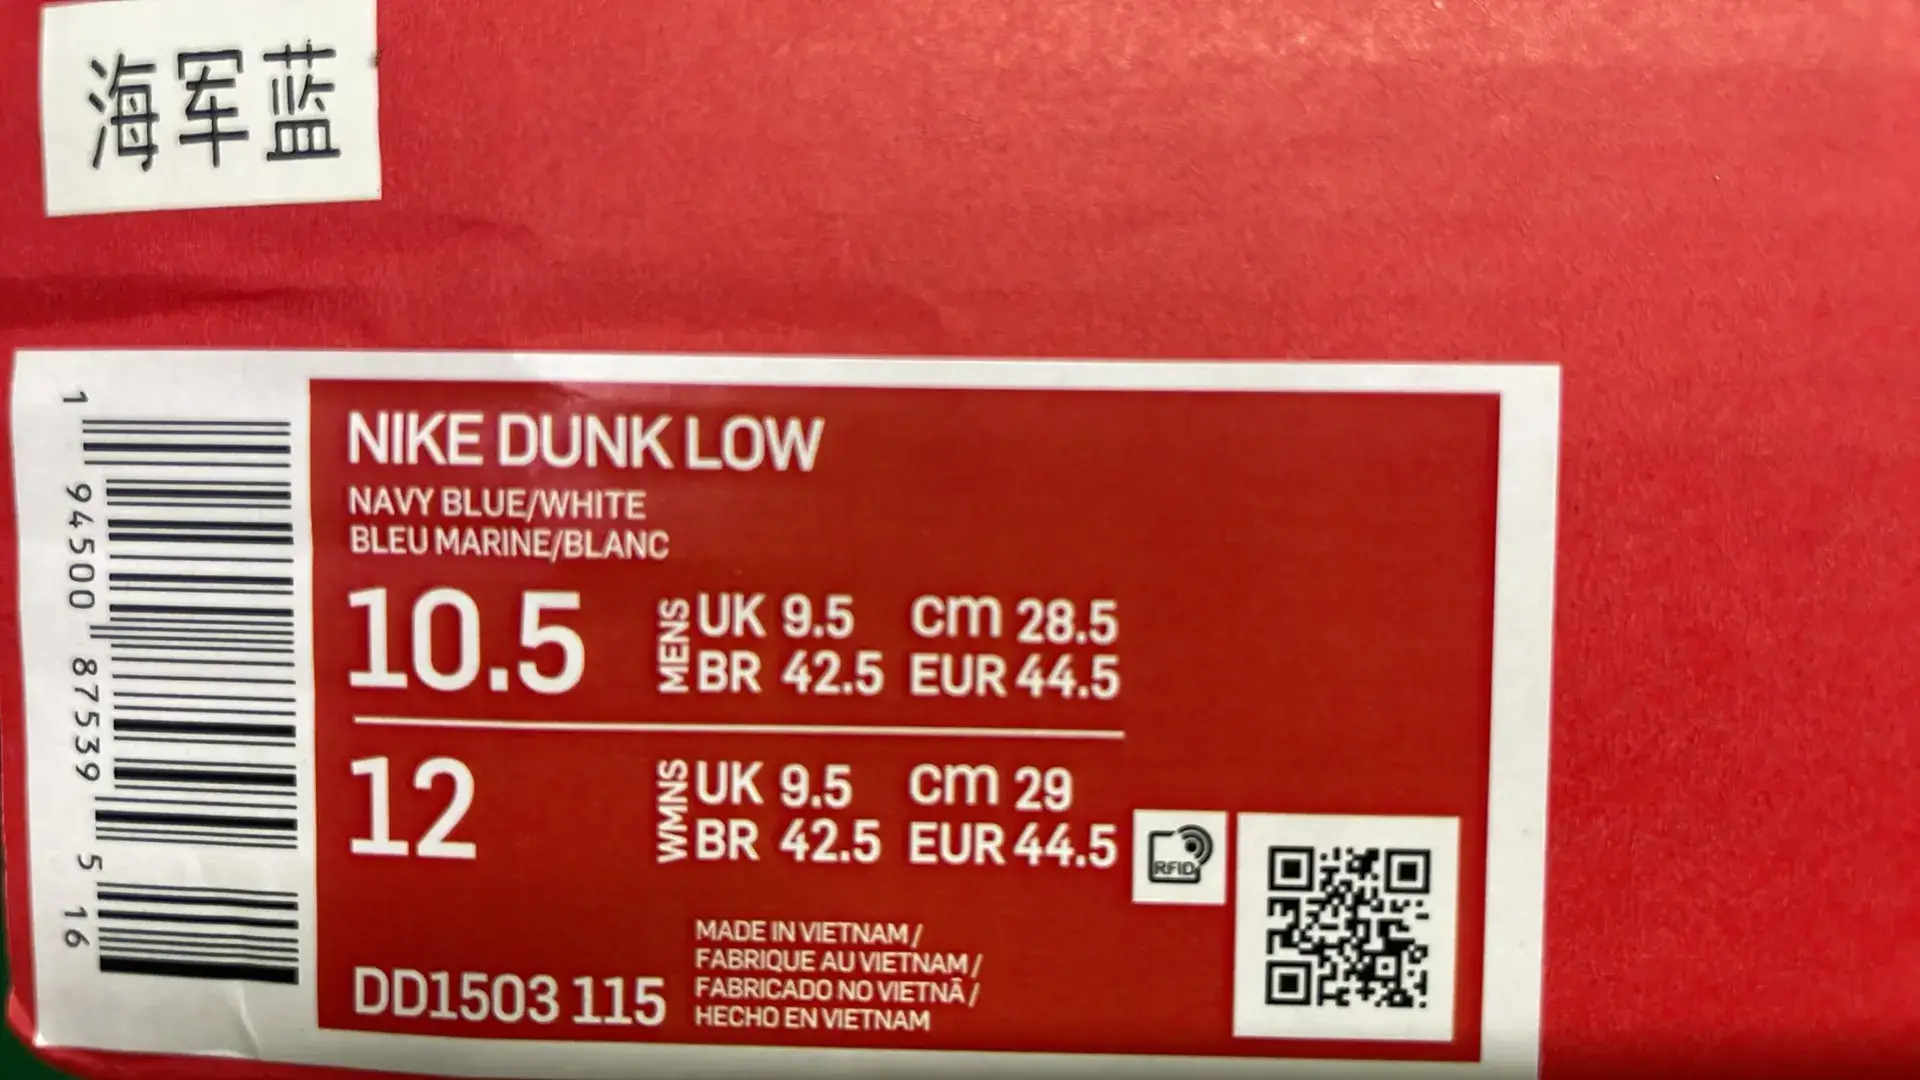 海军蓝
1 94500 87539 5 16
NIKE DUNK LOW
NAVY BLUE/WHITE
BLEU MARINE/BLANC
10.5 MENS UK 9.5 cm 28.5
BR 42.5 EUR 44.5
12 WMNS UK 9.5 cm 29
BR 42.5 EUR 44.5
RFID
DD1503 115
MADE IN VIETNAM /
FABRIQUE AU VIETNAM /
FABRICADO NO VIETNÃ /
HECHO EN VIETNAM